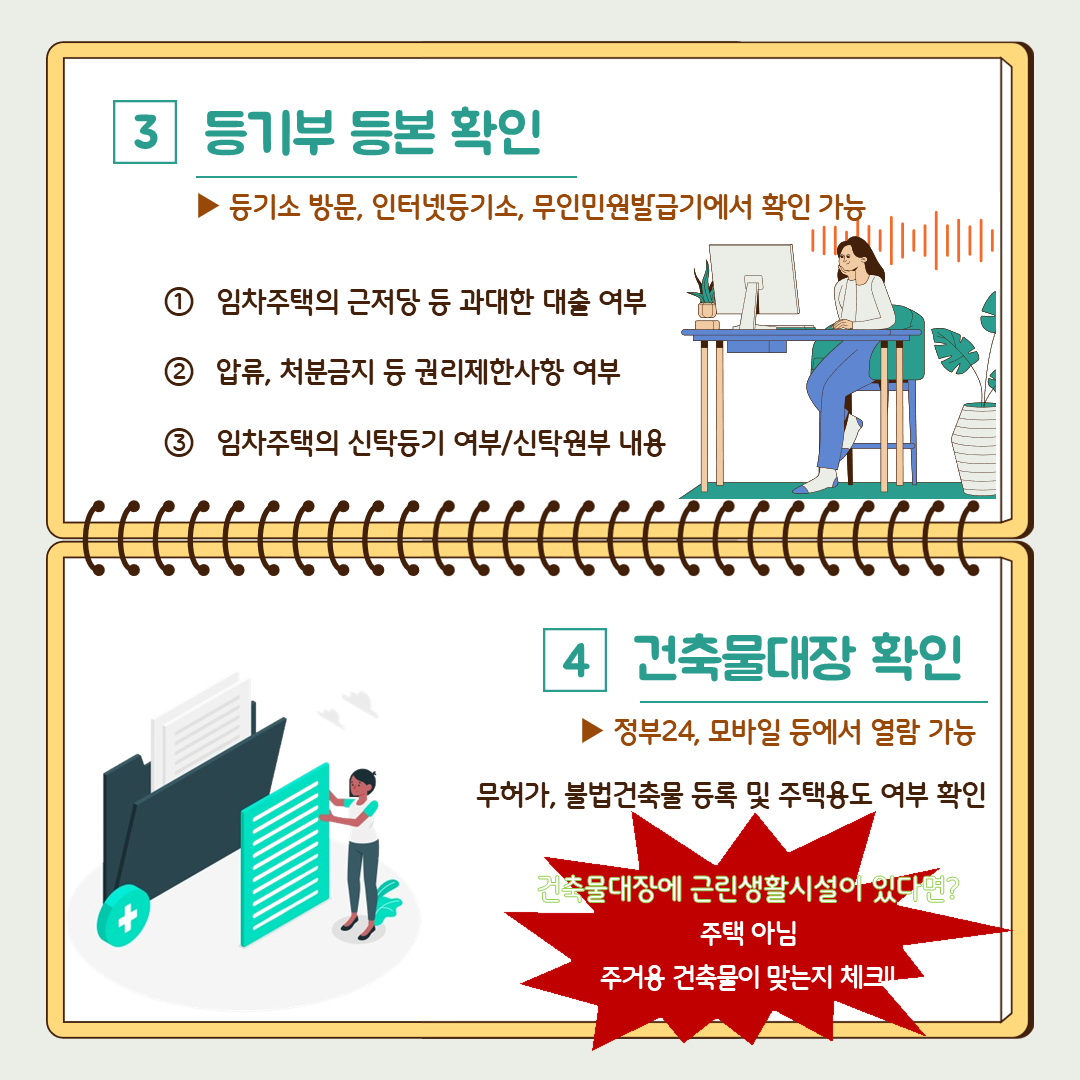 3 등기부 등본 확인
▶ 등기소 방문, 인터넷등기소, 무인민원발급기에서 확인 가능
① 임차주택의 근저당 등 과대한 대출 여부
② 압류, 처분금지 등 권리제한사항 여부
③ 임차주택의 신탁등기 여부/신탁원부 내용
4 건축물대장 확인
▶ 정부24, 모바일 등에서 열람 가능
무허가, 불법건축물 등록 및 주택용도 여부 확인
건축물대장에 근린생활시설어 있다면?
주택 아님
주거용 건축물이 맞는지 체크!!